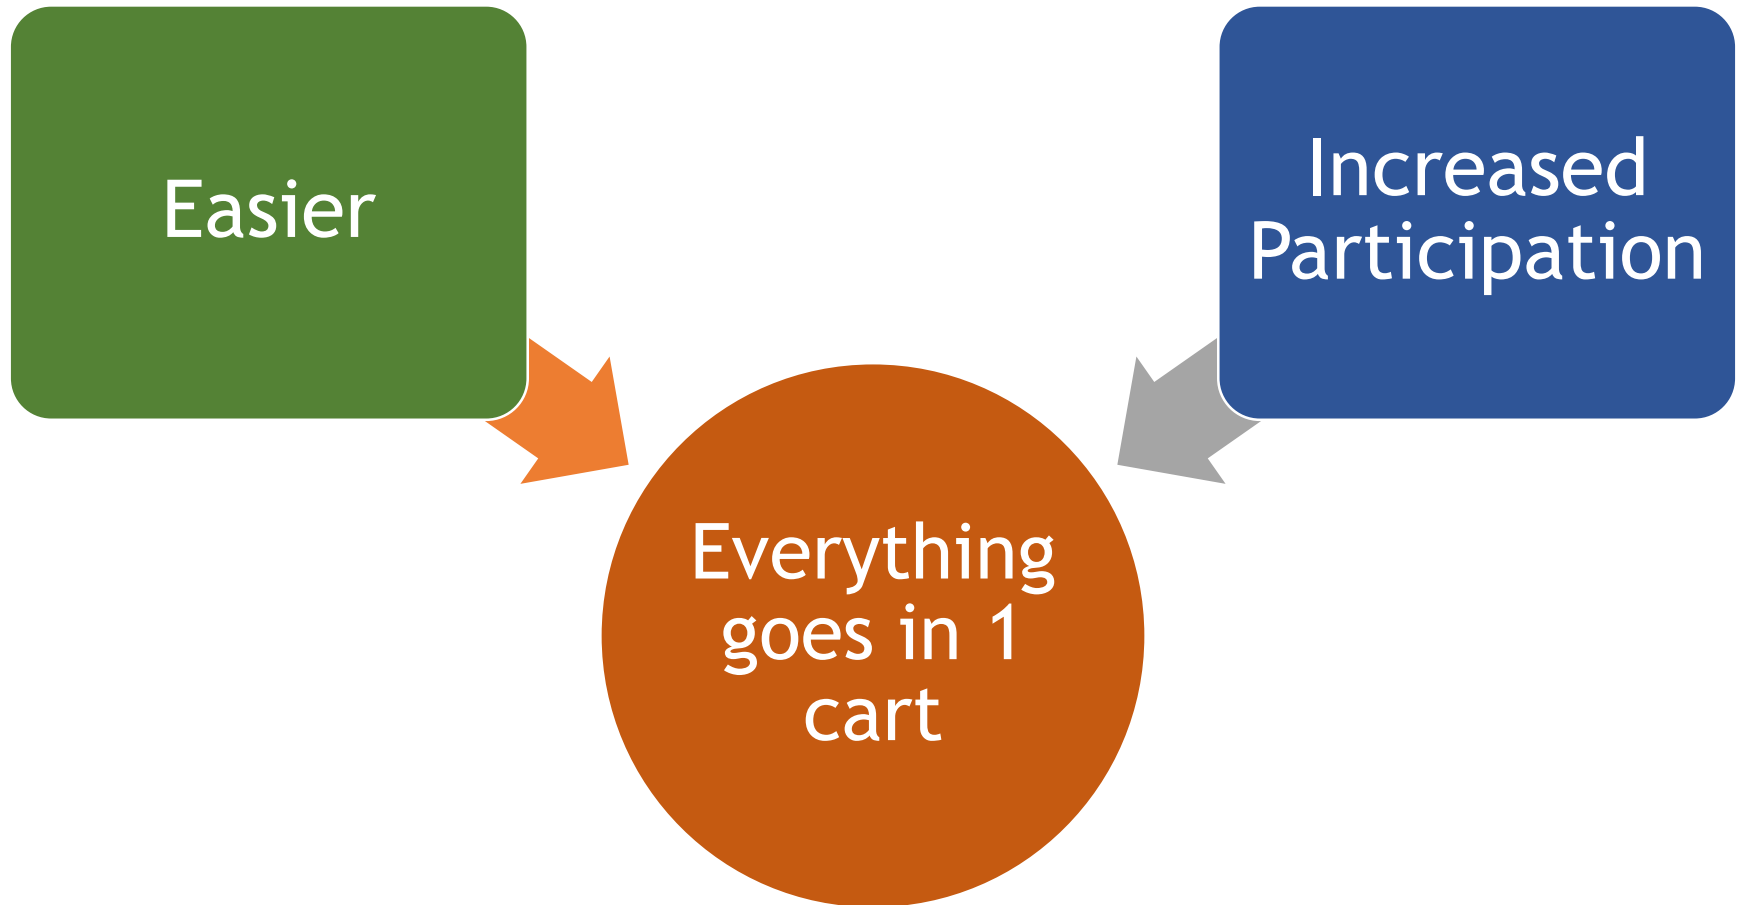 Easier
Increased
Participation
Everything
goes in 1
cart